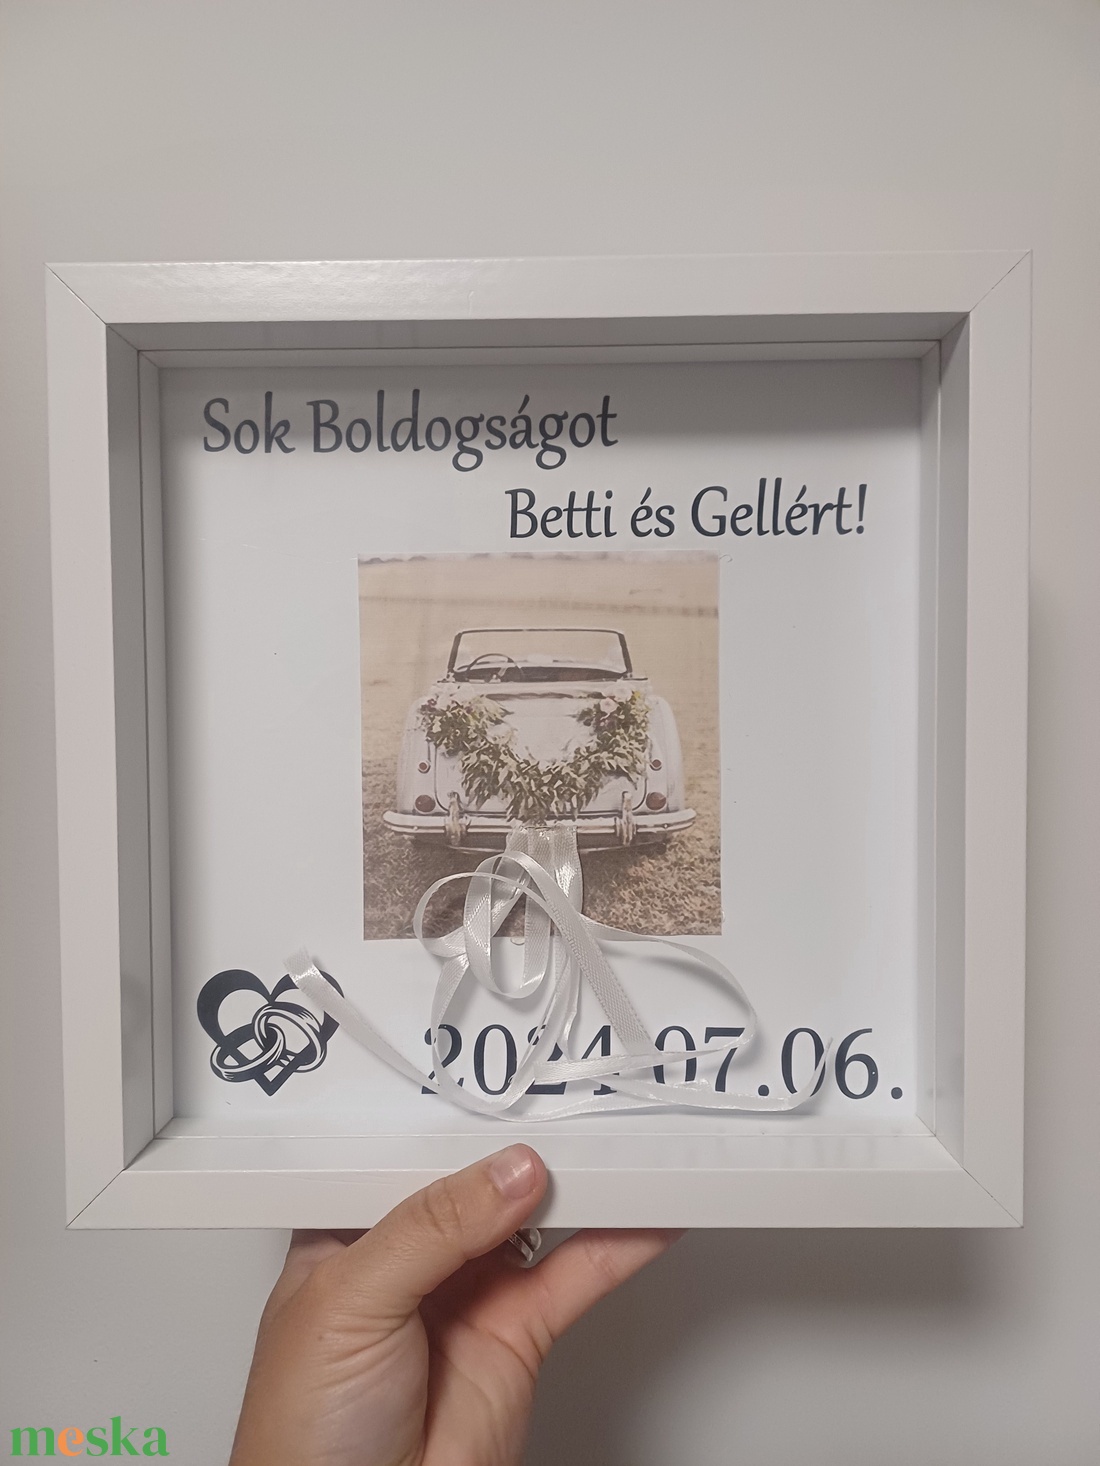 Sok Boldogságot
Betti és Gellért!
2024.07.06.
meska